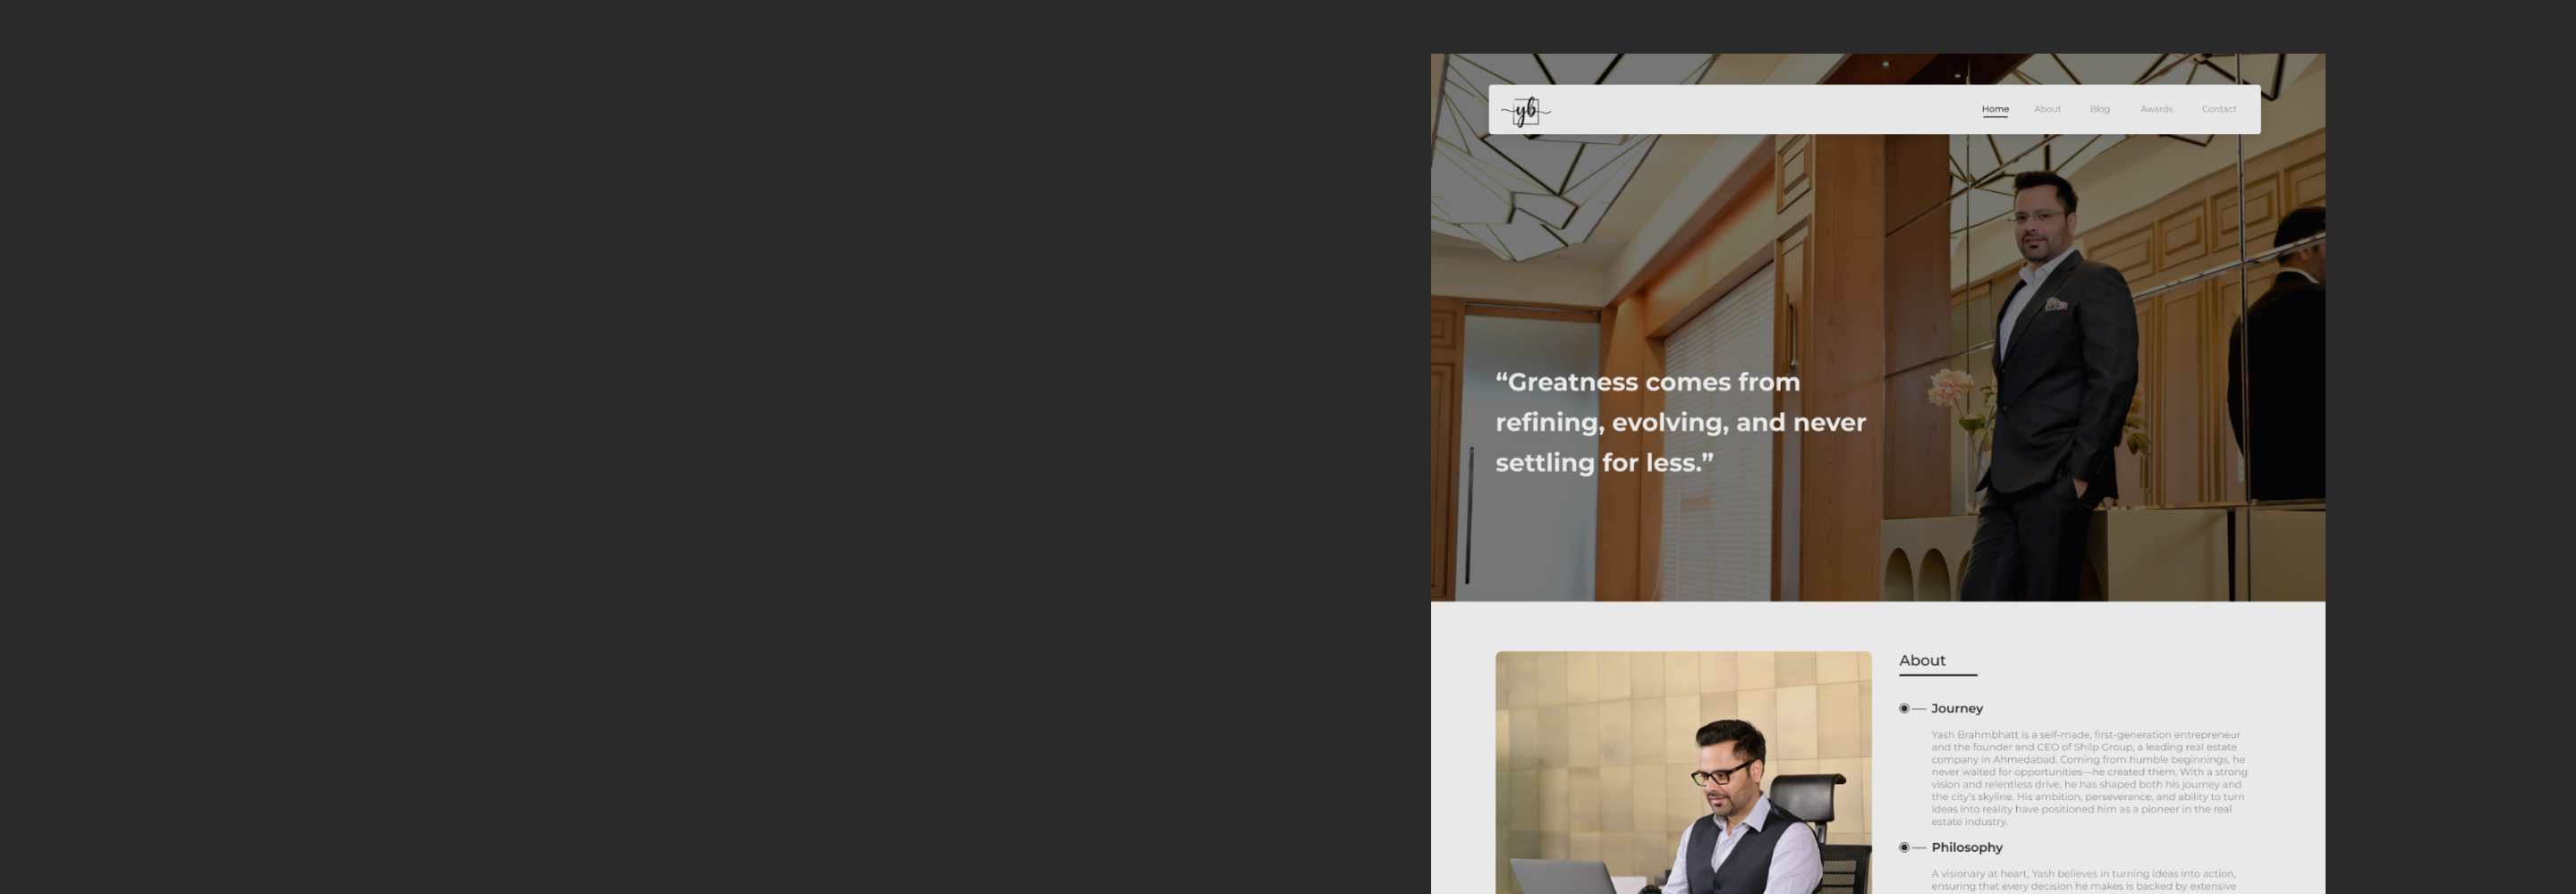 yb
Home About Blog Awards Contact
“Greatness comes from
refining, evolving, and never
settling for less.”
About
Journey
Yash Brahmbhatt is a self-made, first-generation entrepreneur
and the founder and CEO of Shilp Group, a leading real estate
company in Ahmedabad. Coming from humble beginnings, he
never waited for opportunities—he created them. With a strong
vision and relentless drive, he has shaped both his journey and
the city’s skyline. His ambition, perseverance, and ability to turn
ideas into reality have positioned him as a pioneer in the real
estate industry.
Philosophy
A visionary at heart, Yash believes in turning ideas into action,
ensuring that every decision he makes is backed by extensive